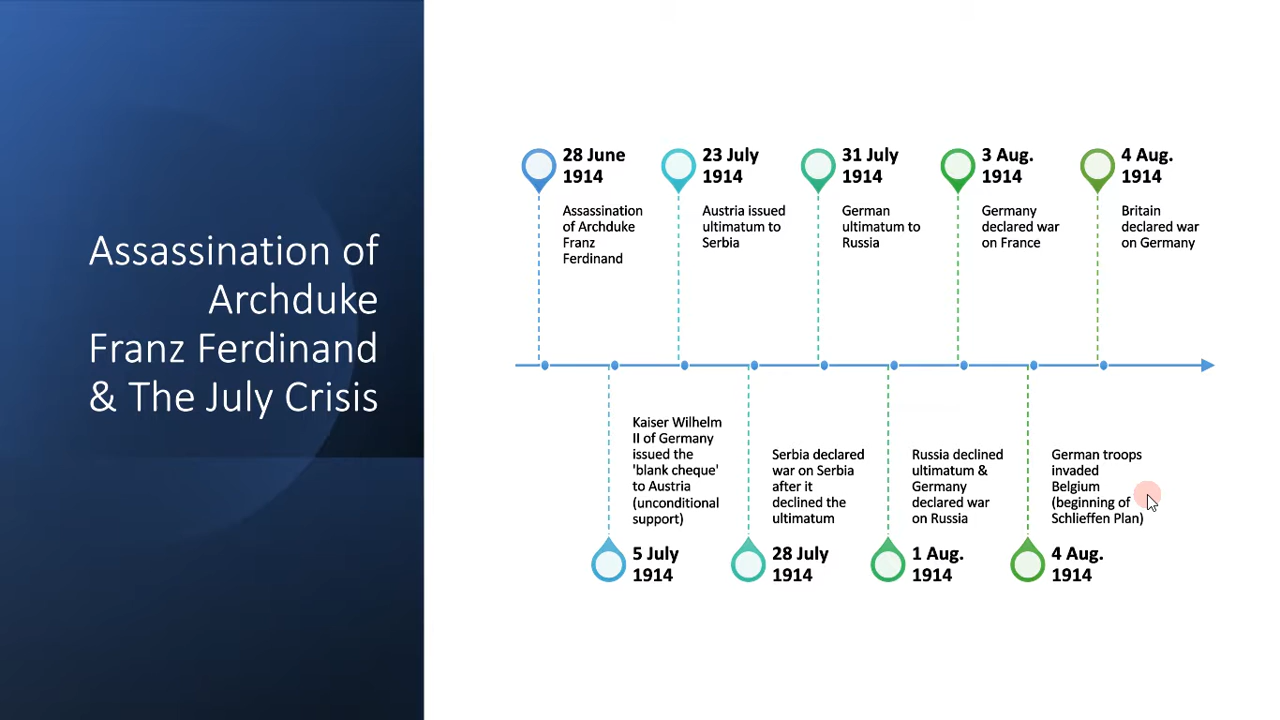 Assassination of
Archduke
Franz Ferdinand
& The July Crisis
28 June
1914
Assassination
of Archduke
Franz
Ferdinand
5 July
1914
Kaiser Wilhelm
II of Germany
issued the
'blank cheque'
to Austria
(unconditional
support)
23 July
1914
Austria issued
ultimatum to
Serbia
28 July
1914
Serbia declared
war on Serbia
after it
declined the
ultimatum
31 July
1914
German
ultimatum to
Russia
1 Aug.
1914
Russia declined
ultimatum &
Germany
declared war
on Russia
3 Aug.
1914
Germany
declared war
on France
4 Aug.
1914
German troops
invaded
Belgium
(beginning of
Schlieffen Plan)
4 Aug.
1914
Britain
declared war
on Germany